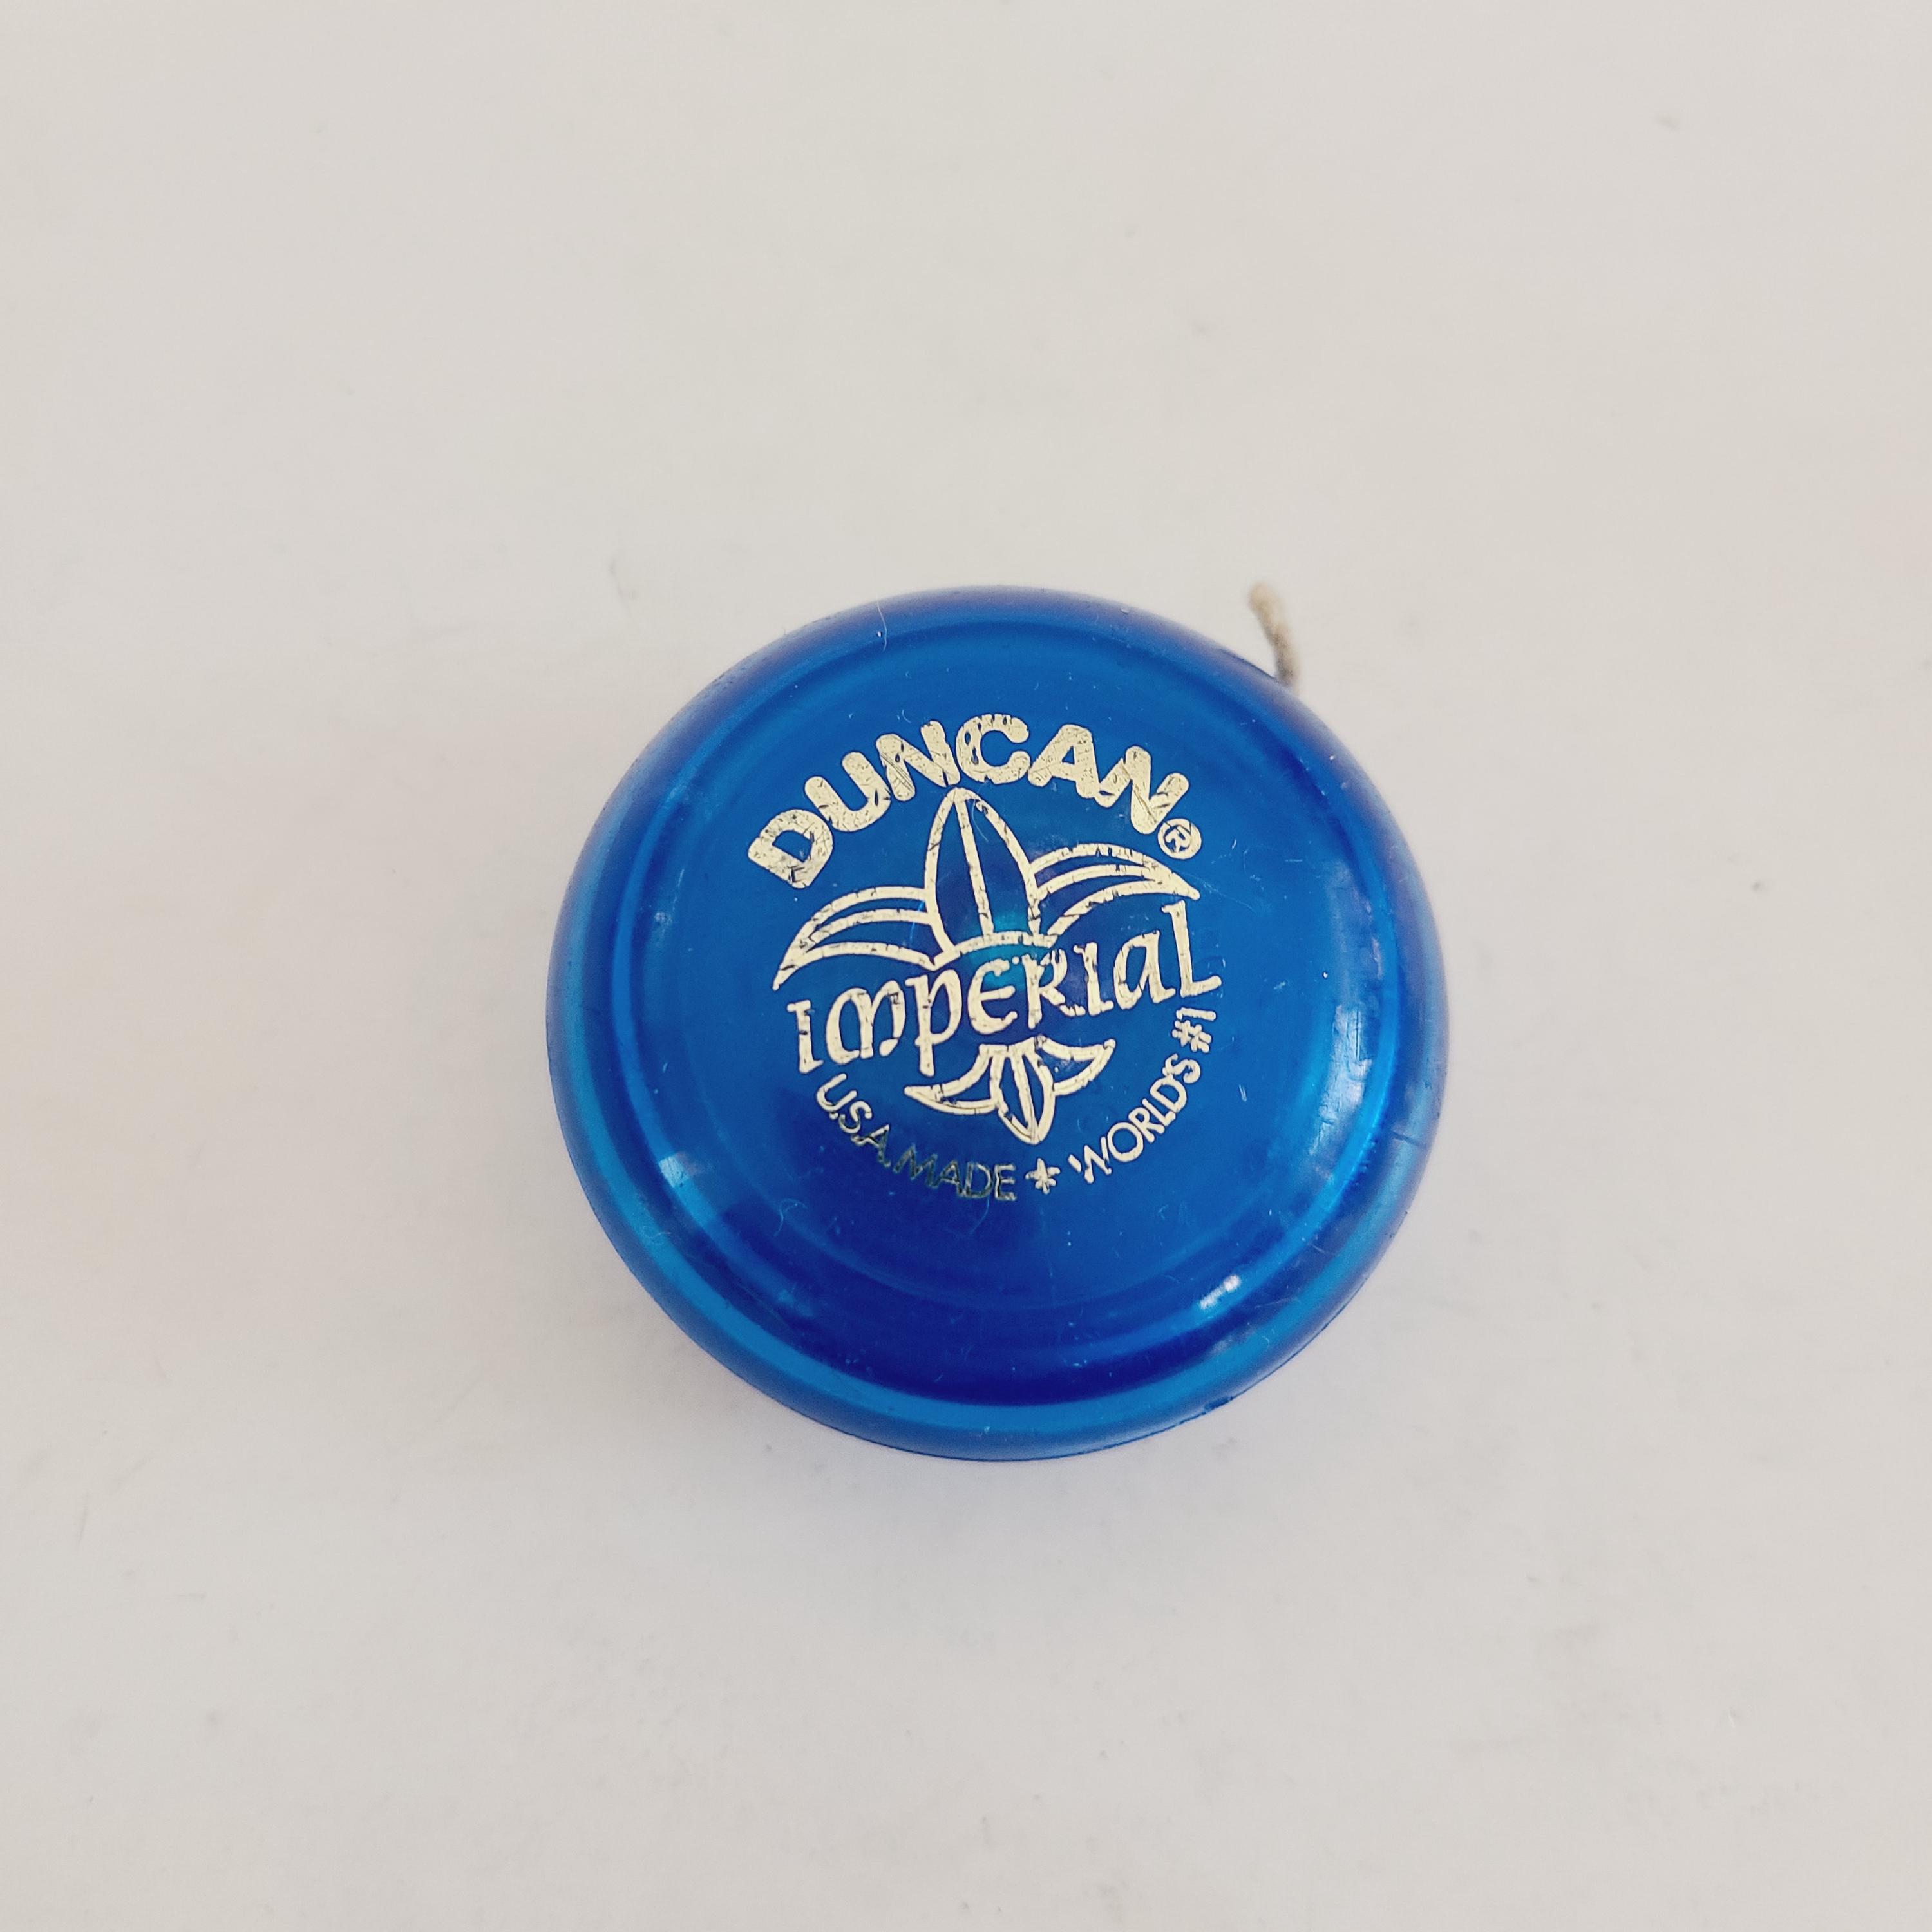 DUNCAN®
IMPERIAL
U.S.A. MADE * WORLD'S #1